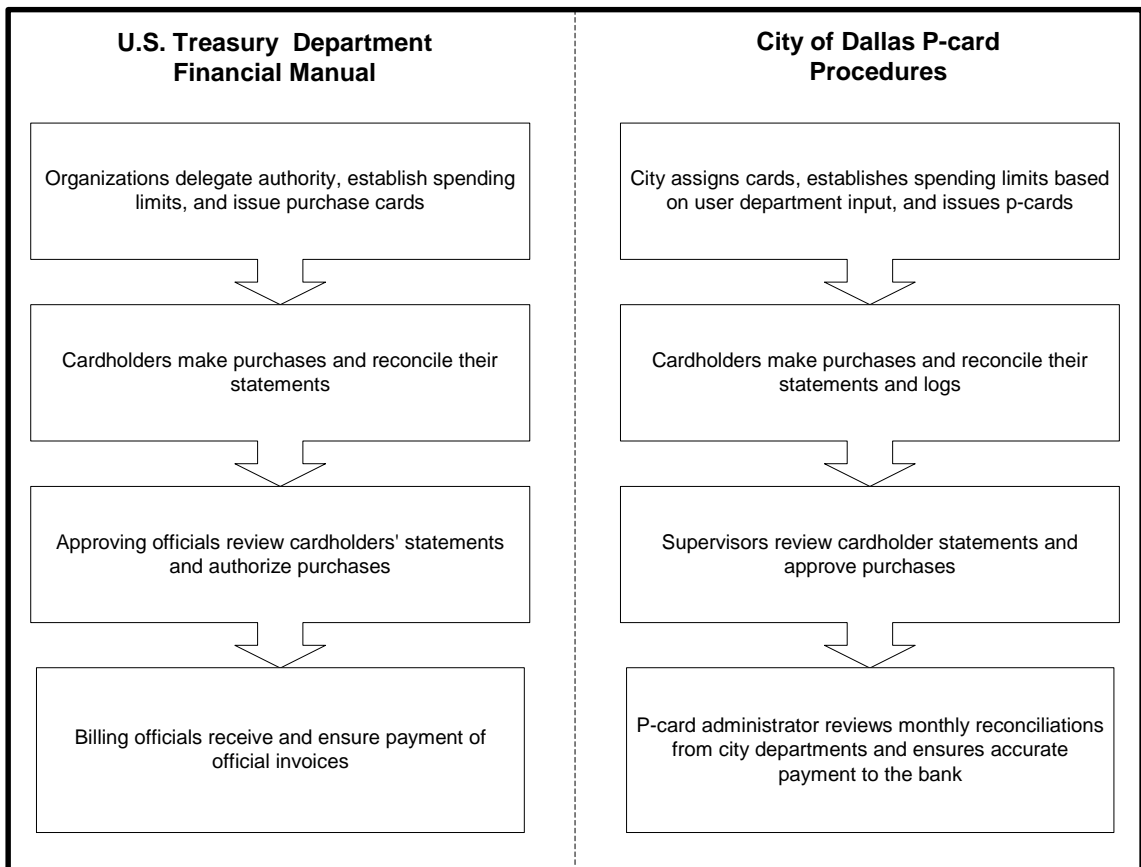 U.S. Treasury Department
Financial Manual
Organizations delegate authority, establish spending
limits, and issue purchase cards
Cardholders make purchases and reconcile their
statements
Approving officials review cardholders' statements
and authorize purchases
Billing officials receive and ensure payment of
official invoices
City of Dallas P-card
Procedures
City assigns cards, establishes spending limits based
on user department input, and issues p-cards
Cardholders make purchases and reconcile their
statements and logs
Supervisors review cardholder statements and
approve purchases
P-card administrator reviews monthly reconciliations
from city departments and ensures accurate
payment to the bank